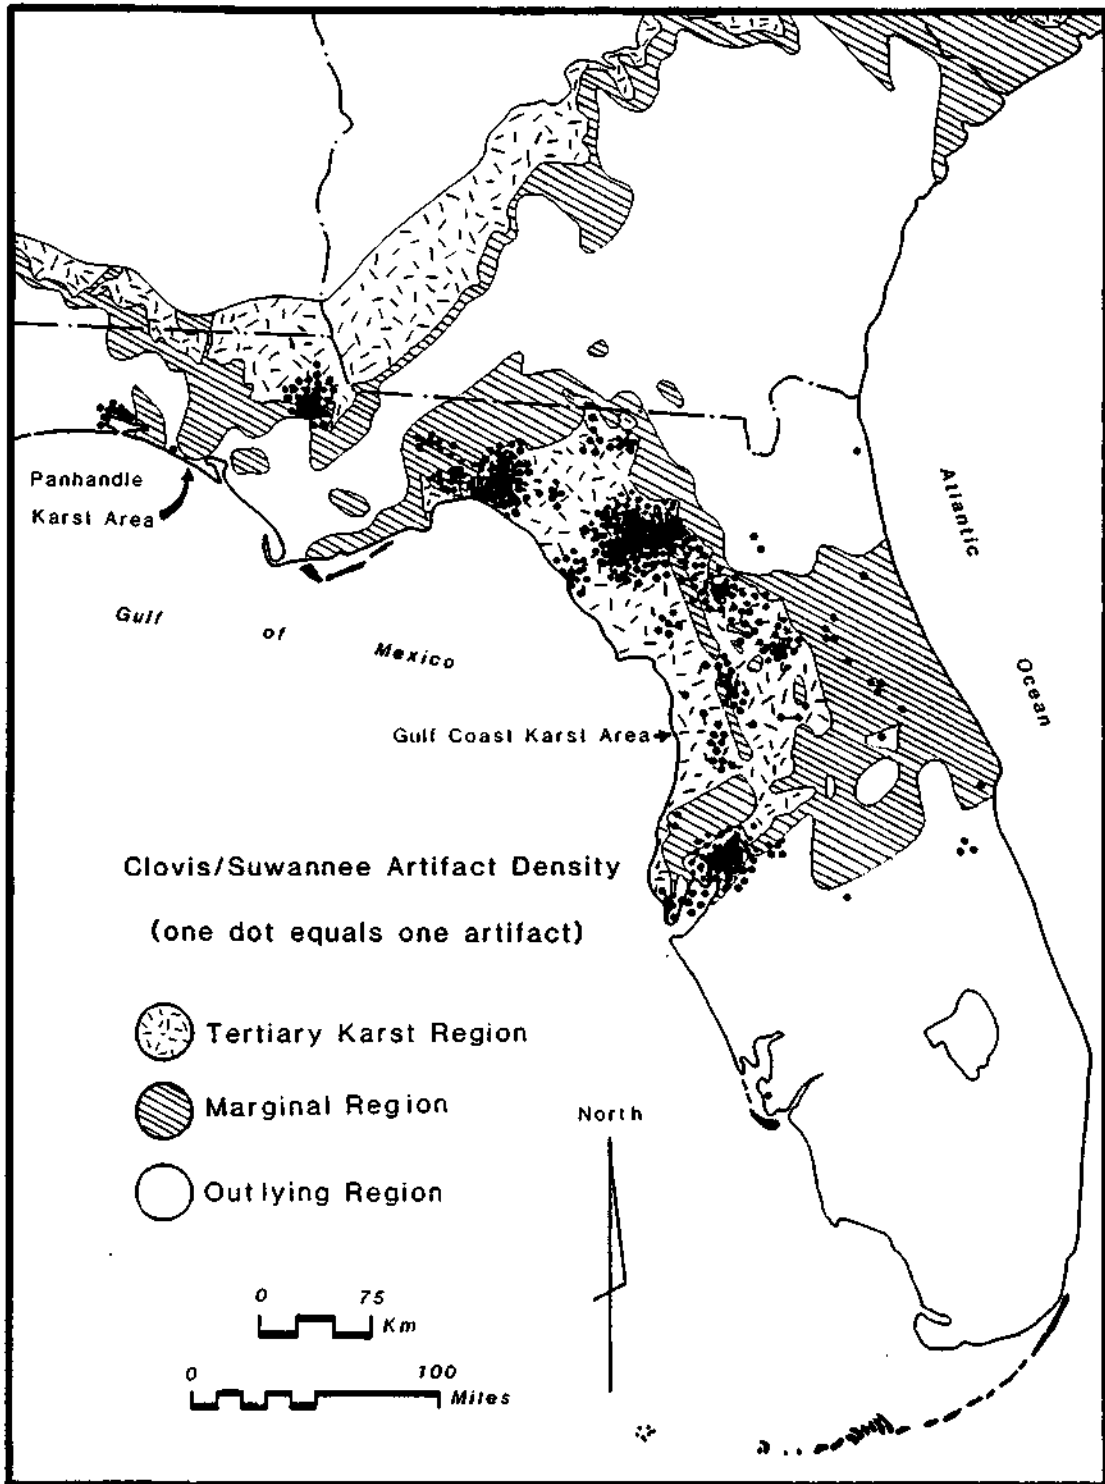 Panhandle
Karst Area
Gulf of Mexico
Atlantic
Ocean
Gulf Coast Karst Area
Clovis/Suwannee Artifact Density
(one dot equals one artifact)
Tertiary Karst Region
Marginal Region
Outlying Region
North
0 75
Km
0 100
Miles